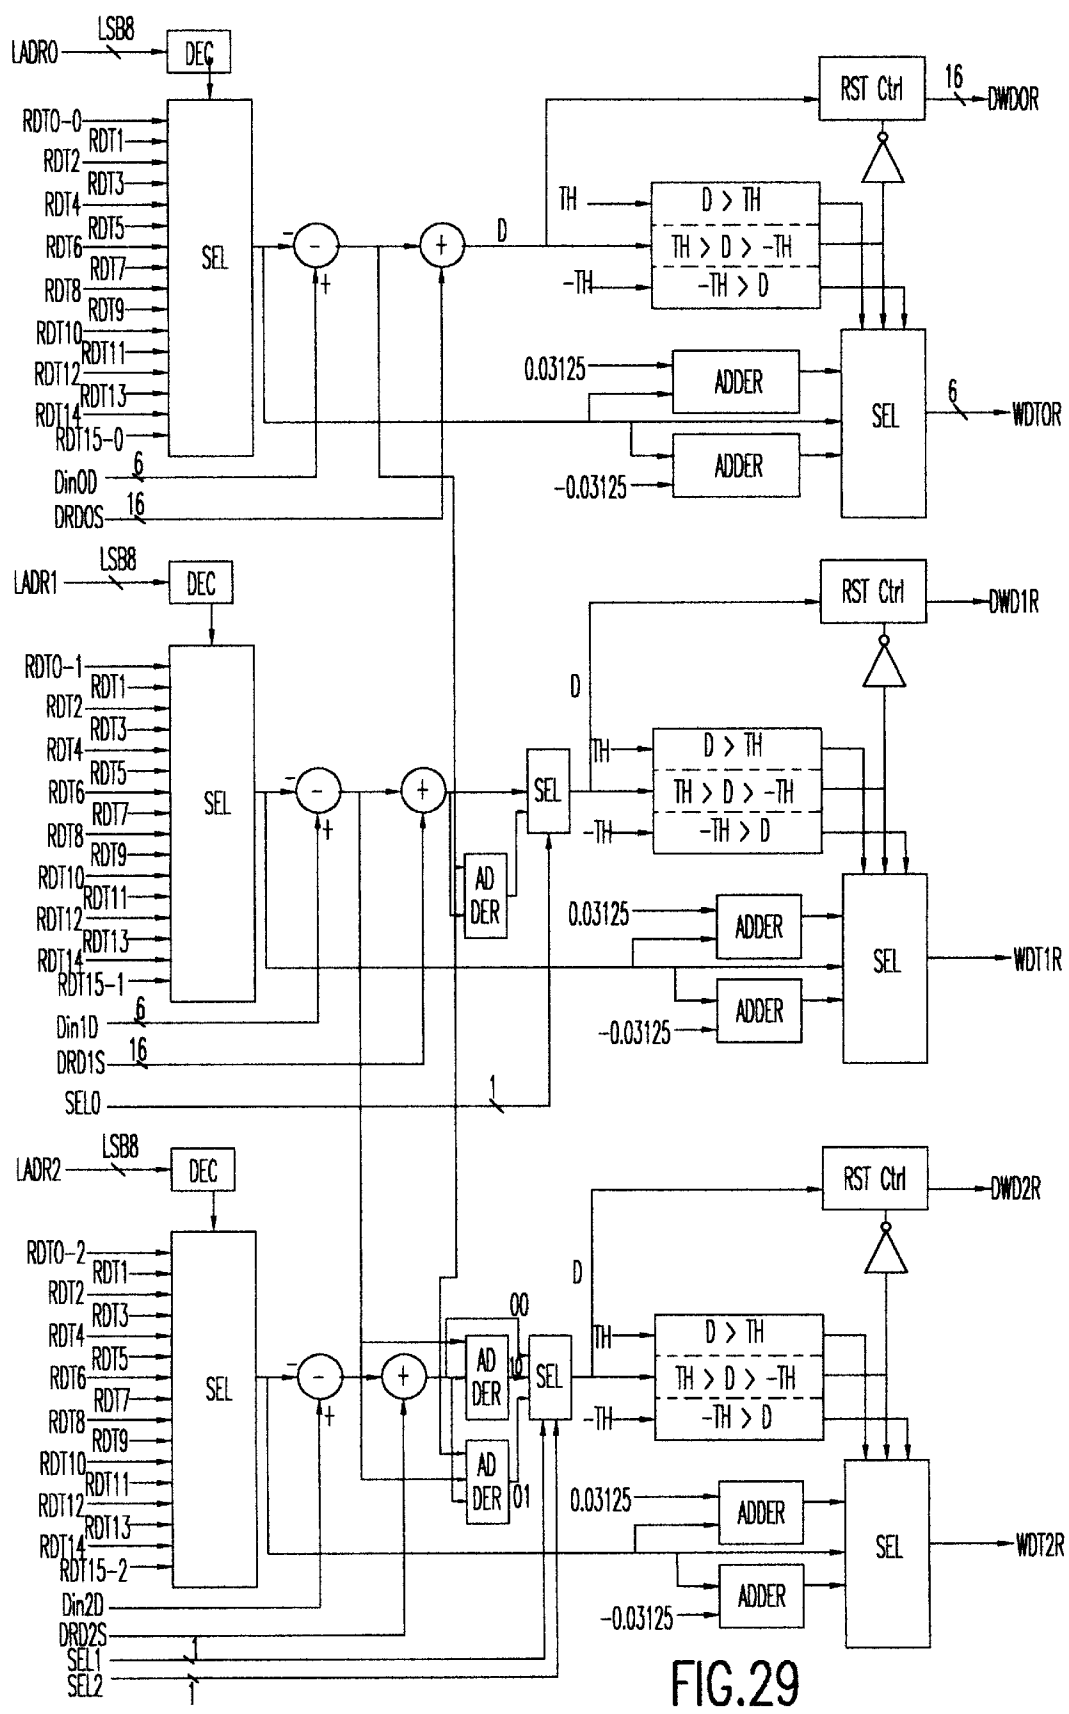 LADR0 LSB8 DEC
RDT0-0
RDT1
RDT2
RDT3
RDT4
RDT5
RDT6
RDT7
RDT8
RDT9
RDT10
RDT11
RDT12
RDT13
RDT14
RDT15-0
SEL
Din0D 6
DRD0S 16
- - +
+
D
RST Ctrl 16 DWD0R
TH D > TH
TH > D > -TH
-TH -TH > D
0.03125 ADDER
-0.03125 ADDER
SEL 6 WDT0R
LADR1 LSB8 DEC
RDT0-1
RDT1
RDT2
RDT3
RDT4
RDT5
RDT6
RDT7
RDT8
RDT9
RDT10
RDT11
RDT12
RDT13
RDT14
RDT15-1
SEL
Din1D 6
DRD1S 16
SEL0 1
- - +
+
AD
DER
SEL
D
RST Ctrl DWD1R
TH D > TH
TH > D > -TH
-TH -TH > D
0.03125 ADDER
-0.03125 ADDER
SEL WDT1R
LADR2 LSB8 DEC
RDT0-2
RDT1
RDT2
RDT3
RDT4
RDT5
RDT6
RDT7
RDT8
RDT9
RDT10
RDT11
RDT12
RDT13
RDT14
RDT15-2
SEL
Din2D
DRD2S
SEL1 1
SEL2 1
- - +
+
00
AD
DER 10
AD
DER 01
SEL
D
RST Ctrl DWD2R
TH D > TH
TH > D > -TH
-TH -TH > D
0.03125 ADDER
-0.03125 ADDER
SEL WDT2R
FIG.29